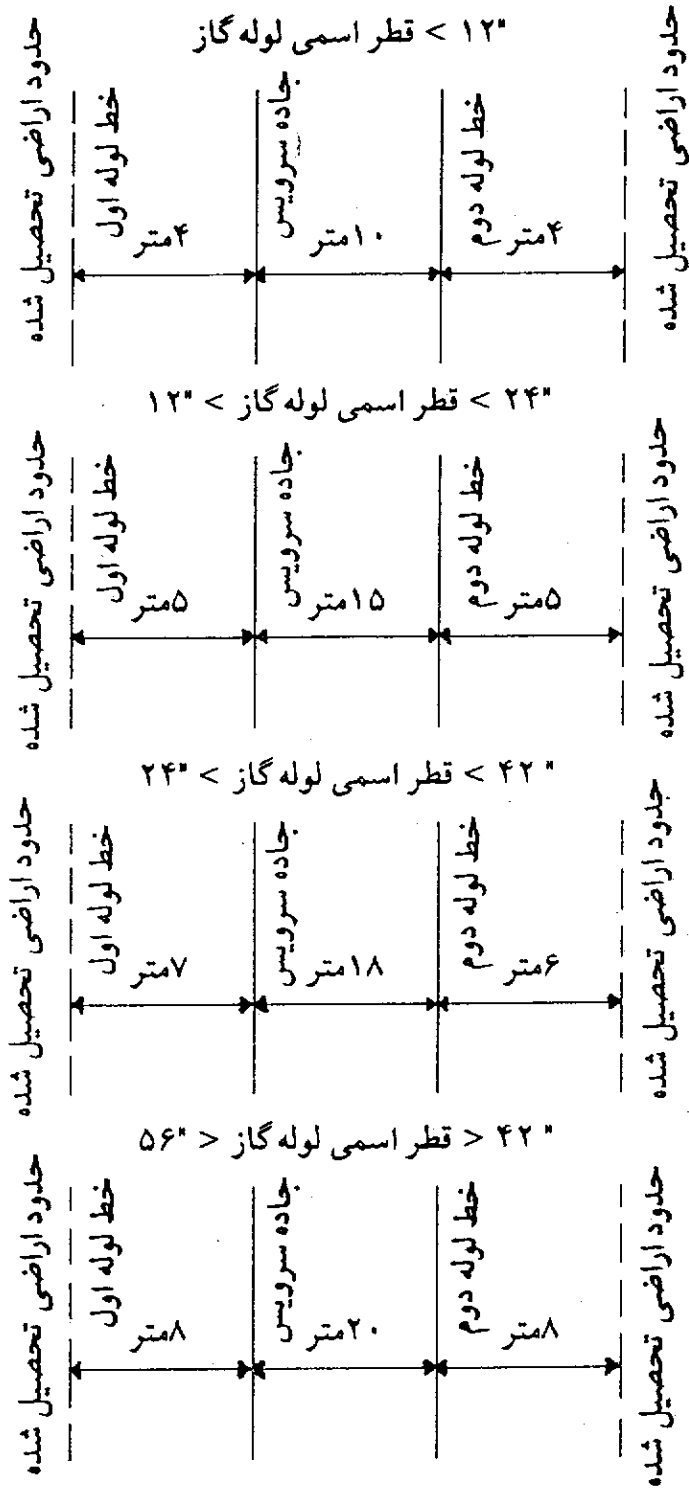 ۱۲" > قطر اسمی لوله گاز
حدود اراضی تحصیل شده
خط لوله دوم
جاده سرویس
خط لوله اول
حدود اراضی تحصیل شده
۴متر
۱۰متر
۴متر
۲۴" > قطر اسمی لوله گاز > ۱۲"
حدود اراضی تحصیل شده
خط لوله دوم
جاده سرویس
خط لوله اول
حدود اراضی تحصیل شده
۵متر
۱۵متر
۵متر
۴۲" > قطر اسمی لوله گاز > ۲۴"
حدود اراضی تحصیل شده
خط لوله دوم
جاده سرویس
خط لوله اول
حدود اراضی تحصیل شده
۶متر
۱۸متر
۷متر
۴۲" < قطر اسمی لوله گاز < ۵۶"
حدود اراضی تحصیل شده
خط لوله دوم
جاده سرویس
خط لوله اول
حدود اراضی تحصیل شده
۸متر
۲۰متر
۸متر